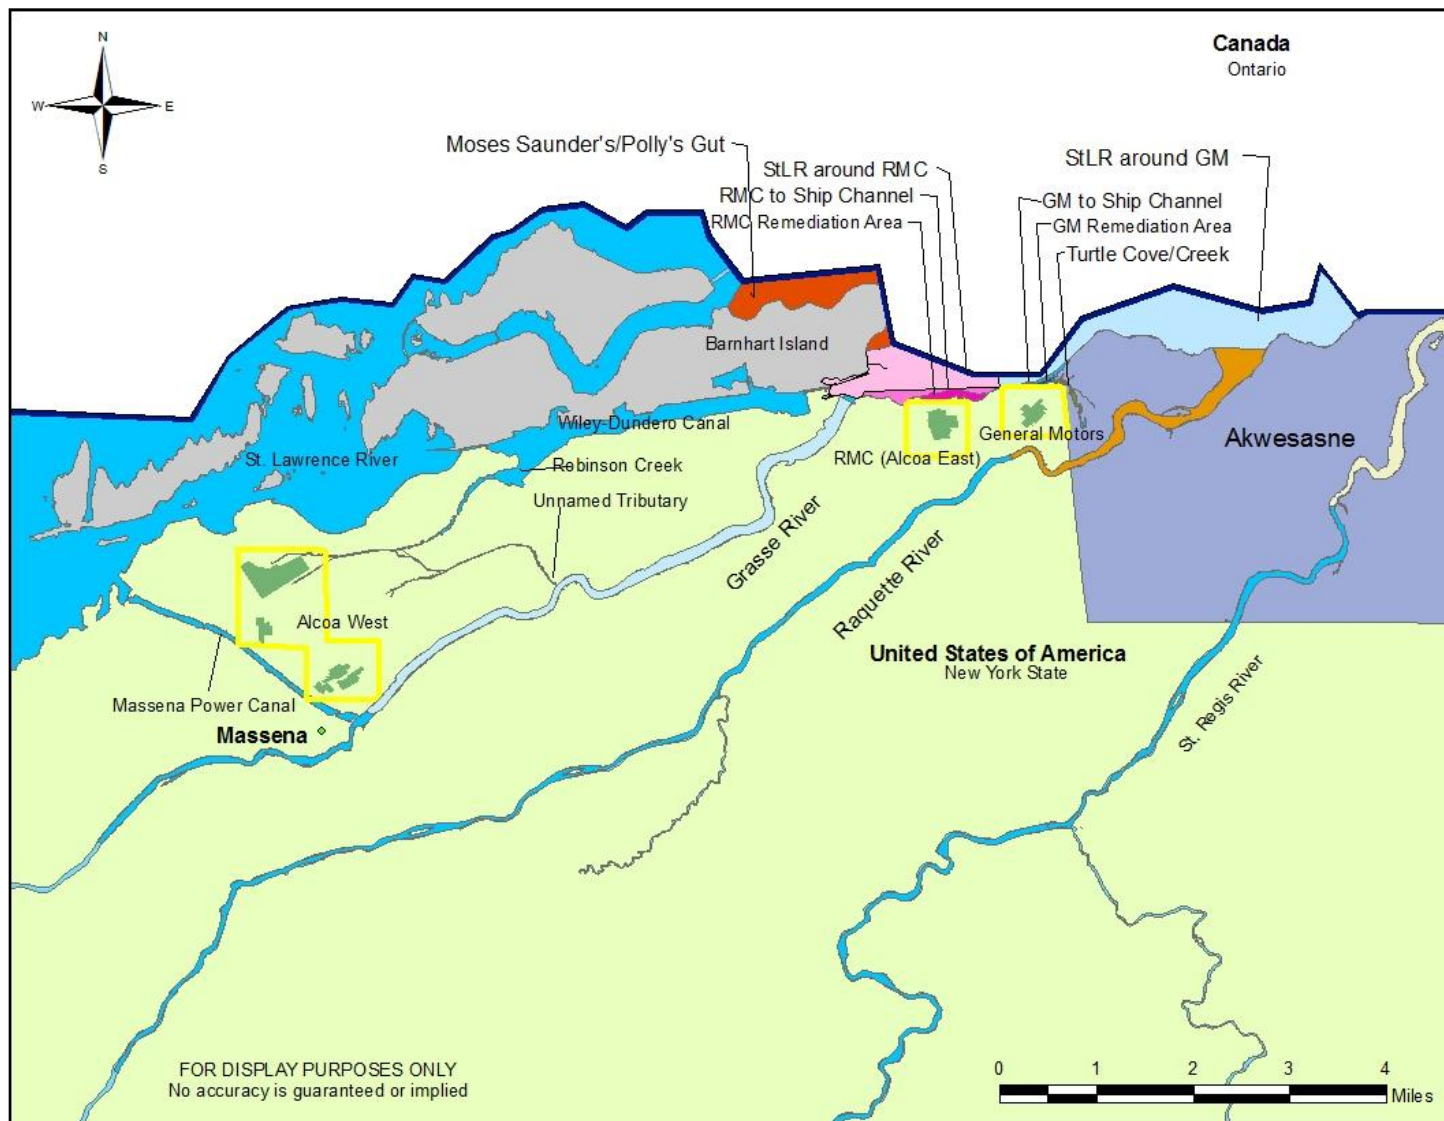 N
W
E
S
Canada
Ontario
Moses Saunder's/Polly's Gut
StLR around RMC
RMC to Ship Channel
RMC Remediation Area
StLR around GM
GM to Ship Channel
GM Remediation Area
Turtle Cove/Creek
Barnhart Island
Wiley-Dundero Canal
St. Lawrence River
Robinson Creek
Unnamed Tributary
General Motors
RMC (Alcoa East)
Akwesasne
Grasse River
Raquette River
Alcoa West
United States of America
New York State
Massena Power Canal
Massena
St. Regis River
FOR DISPLAY PURPOSES ONLY
No accuracy is guaranteed or implied
0 1 2 3 4
Miles